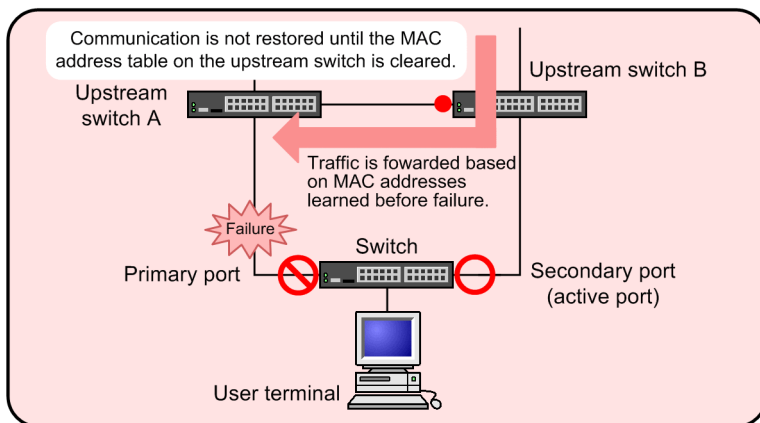 Communication is not restored until the MAC
address table on the upstream switch is cleared.
Upstream switch B
Upstream
switch A
Traffic is fowarded based
on MAC addresses
learned before failure.
Failure
Switch
Primary port
Secondary port
(active port)
User terminal